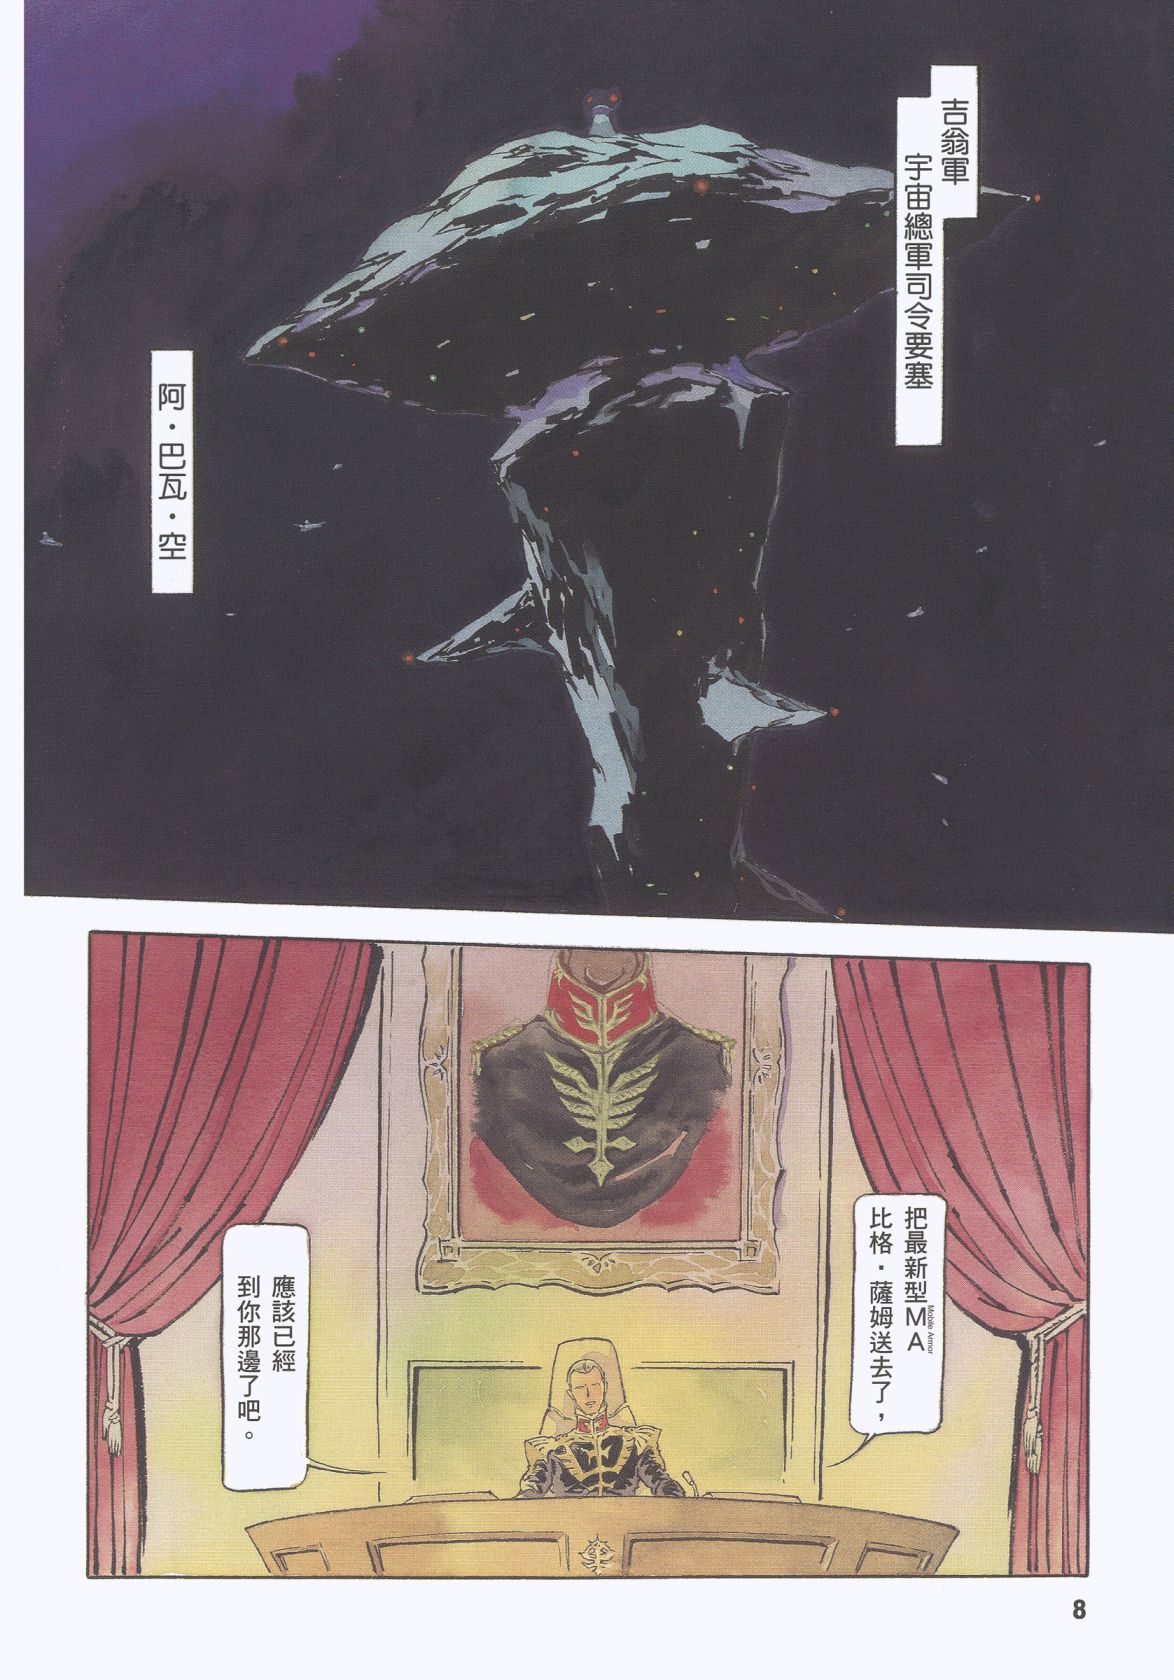 吉翁軍
宇宙總軍司令要塞
阿・巴瓦・空
把最新型MA
Mobile Armor
比格・薩姆送去了，
應該已經
到你那邊了吧。
8